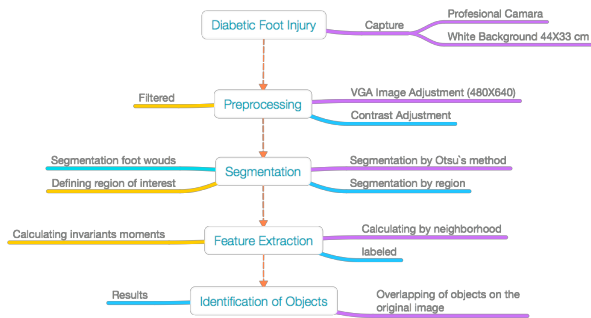 Diabetic Foot Injury
Capture
Profesional Camara
White Background 44X33 cm
Filtered
Preprocessing
VGA Image Adjustment (480X640)
Contrast Adjustment
Segmentation foot wouds
Defining region of interest
Segmentation
Segmentation by Otsu`s method
Segmentation by region
Calculating invariants moments
Feature Extraction
Calculating by neighborhood
labeled
Results
Identification of Objects
Overlapping of objects on the
original image